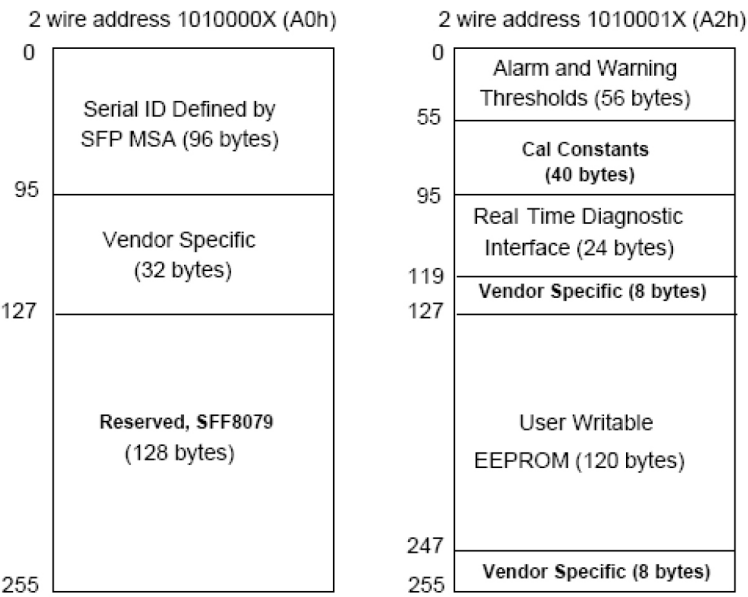 2 wire address 1010000X (A0h)
0
Serial ID Defined by
SFP MSA (96 bytes)
95
Vendor Specific
(32 bytes)
127
Reserved, SFF8079
(128 bytes)
255
2 wire address 1010001X (A2h)
0
Alarm and Warning
Thresholds (56 bytes)
55
Cal Constants
(40 bytes)
95
Real Time Diagnostic
Interface (24 bytes)
119
Vendor Specific (8 bytes)
127
User Writable
EEPROM (120 bytes)
247
Vendor Specific (8 bytes)
255